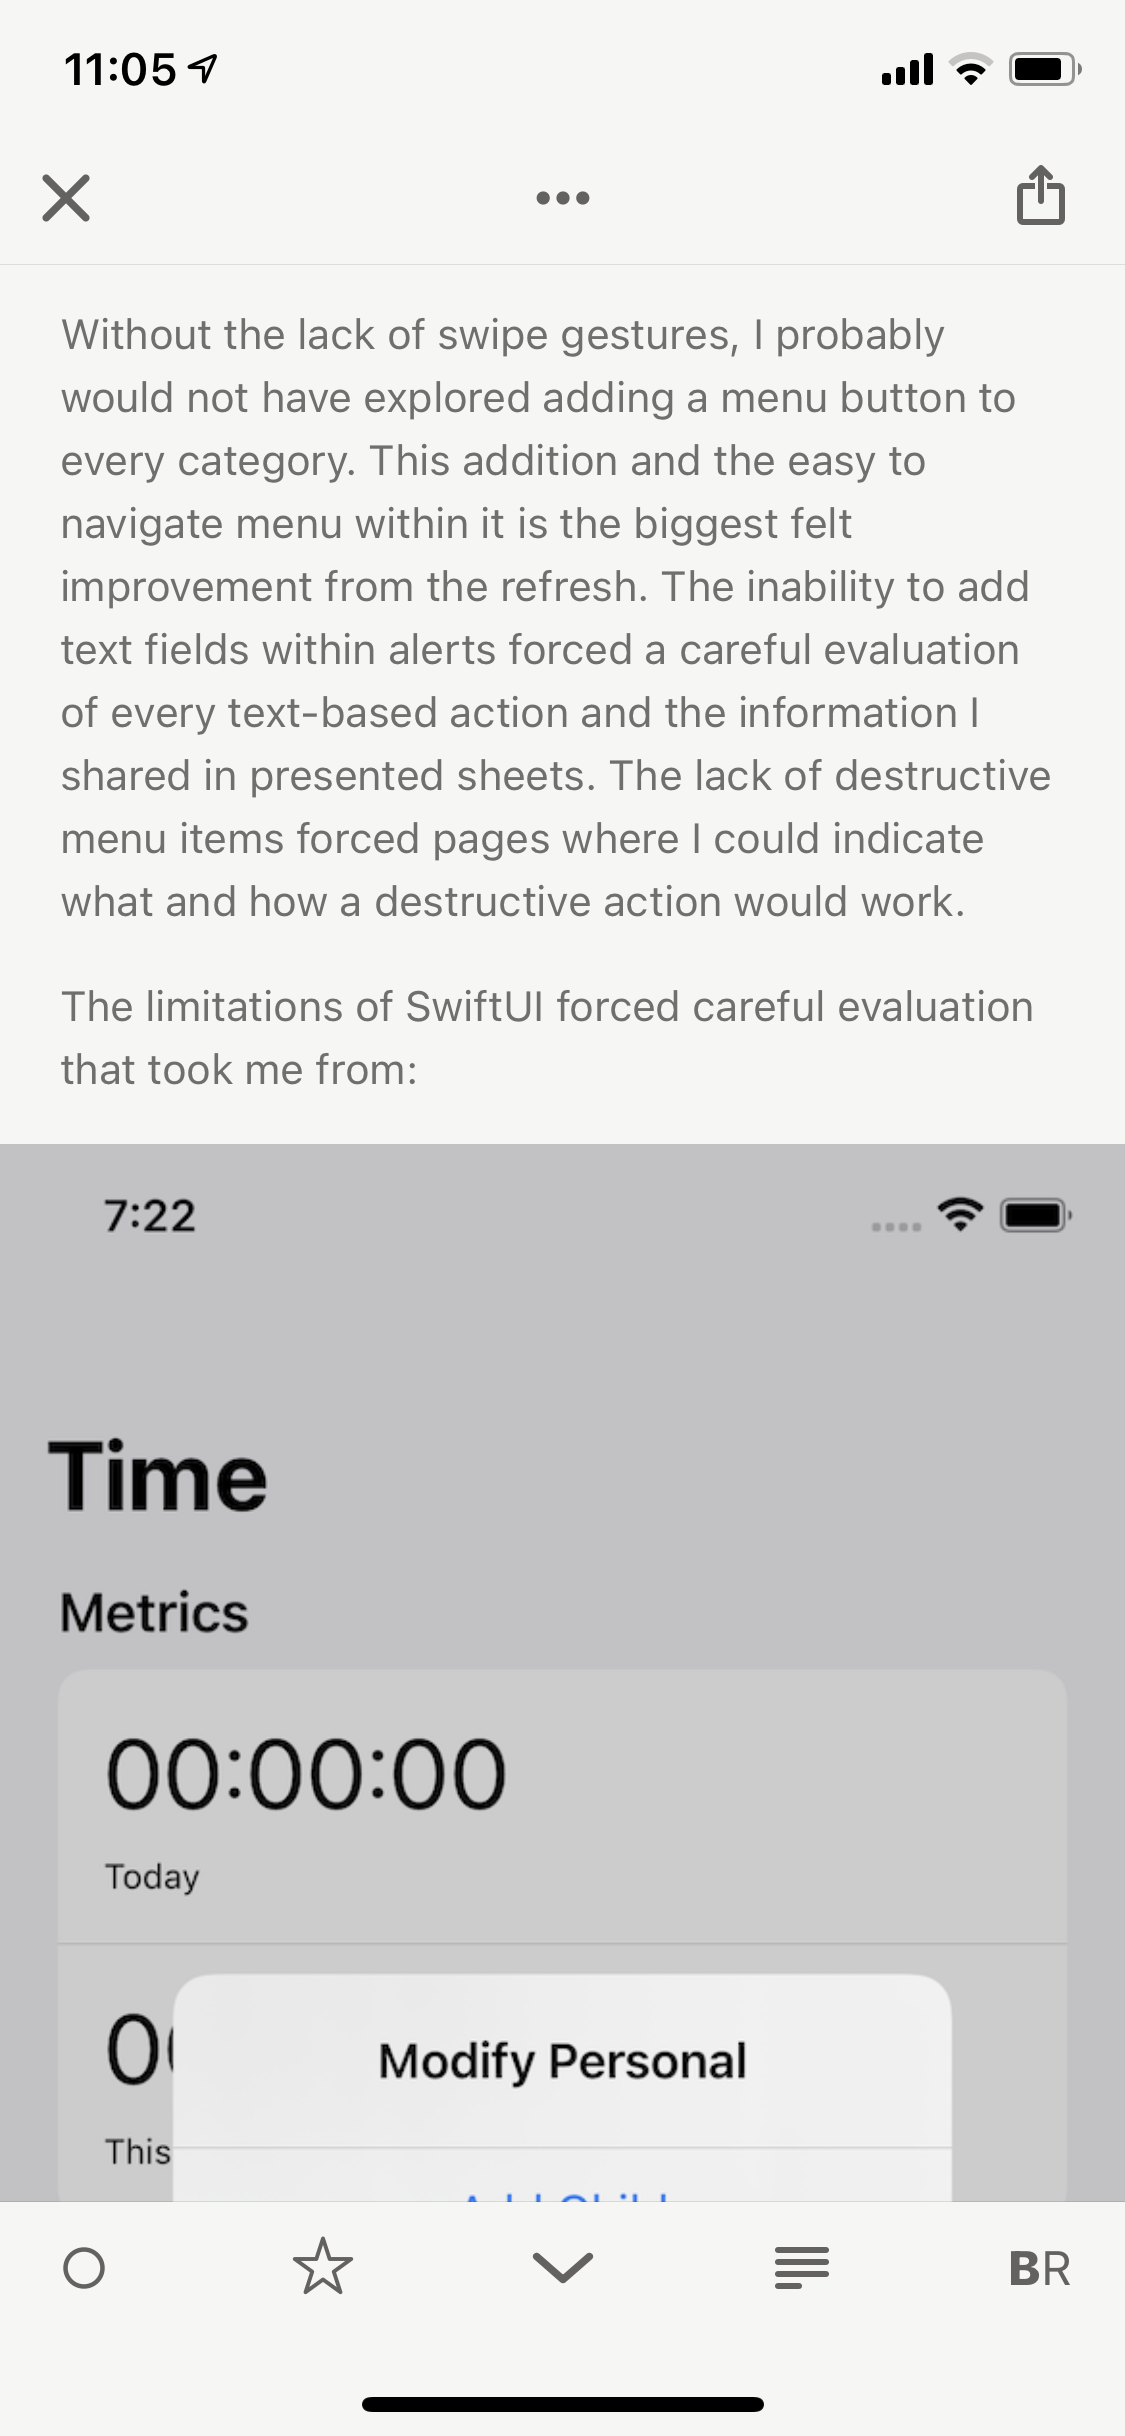 11:05
Without the lack of swipe gestures, I probably
would not have explored adding a menu button to
every category. This addition and the easy to
navigate menu within it is the biggest felt
improvement from the refresh. The inability to add
text fields within alerts forced a careful evaluation
of every text-based action and the information I
shared in presented sheets. The lack of destructive
menu items forced pages where I could indicate
what and how a destructive action would work.
The limitations of SwiftUI forced careful evaluation
that took me from:
7:22
Time
Metrics
00:00:00
Today
Modify Personal
This
BR